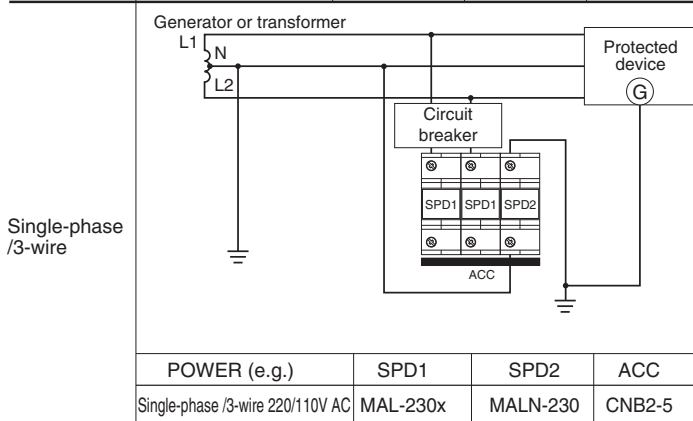 Generator or transformer
L1
N
L2
Protected
device
G
Circuit
breaker
SPD1 SPD1 SPD2
ACC
Single-phase
/3-wire
POWER (e.g.) SPD1 SPD2 ACC
Single-phase /3-wire 220/110V AC MAL-230x MALN-230 CNB2-5